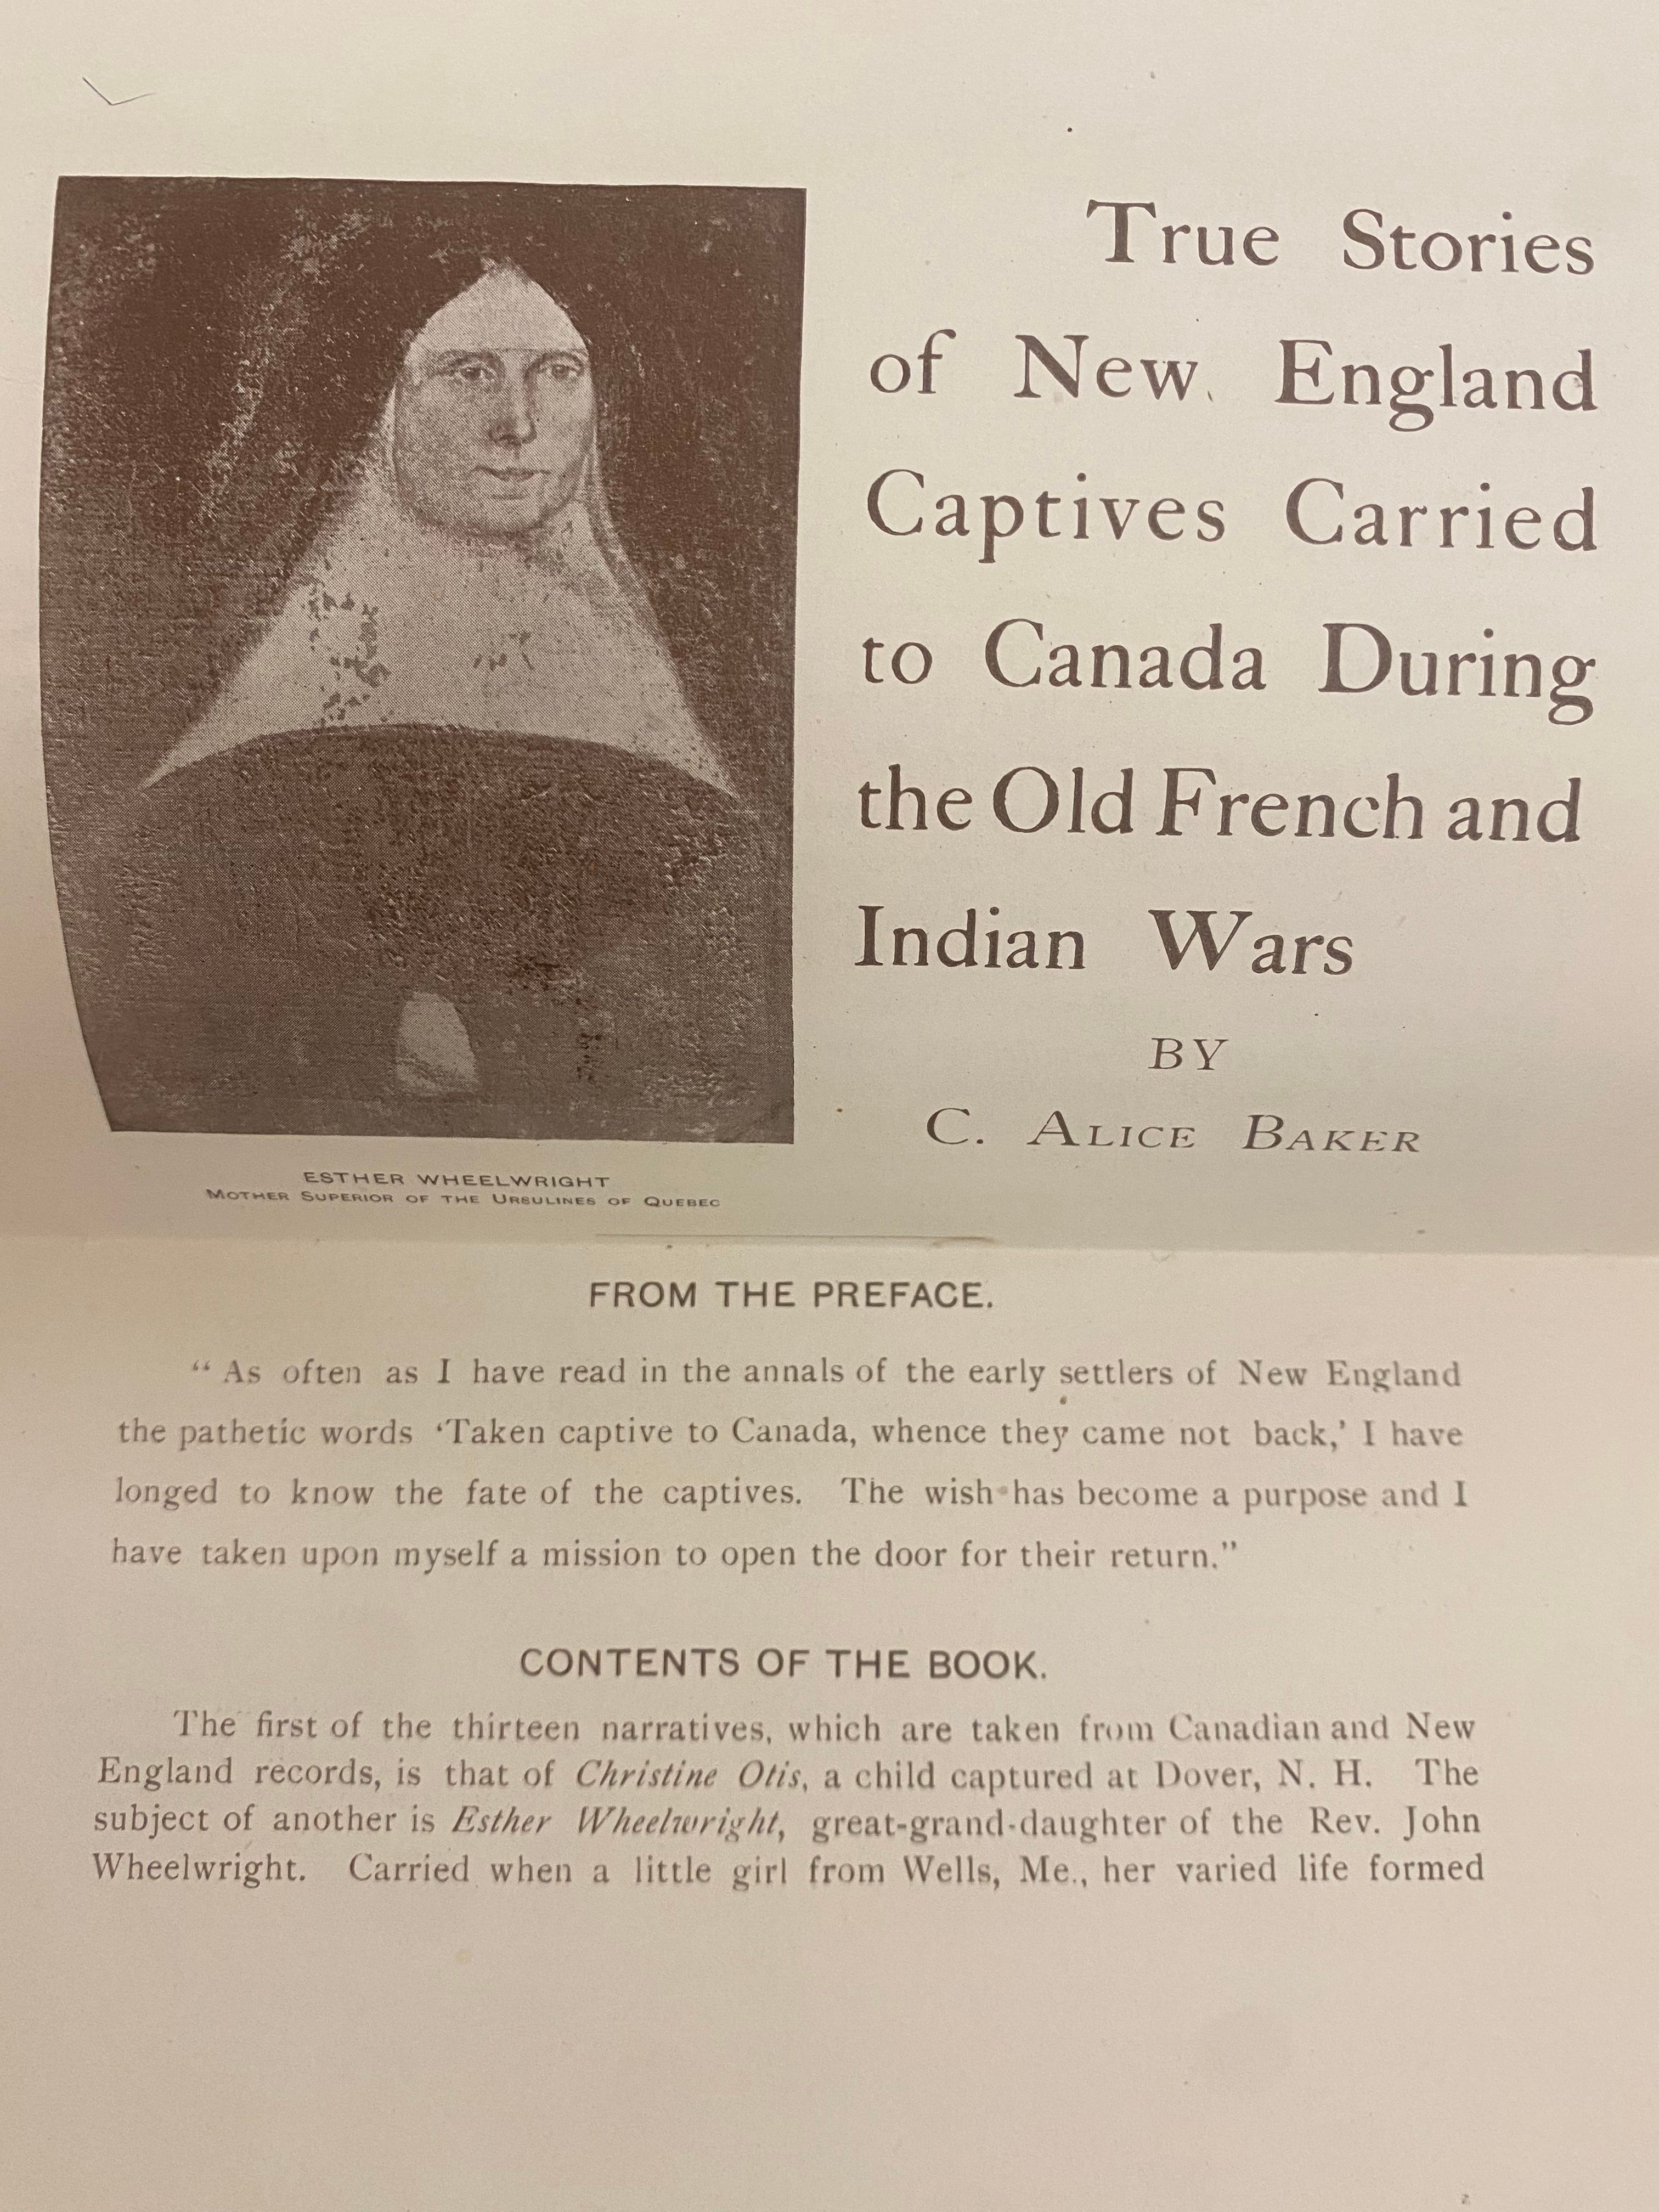 True Stories
of New England
Captives Carried
to Canada During
the Old French and
Indian Wars
BY
C. ALICE BAKER
ESTHER WHEELWRIGHT
MOTHER SUPERIOR OF THE URSULINES OF QUEBEC
FROM THE PREFACE.
“As often as I have read in the annals of the early settlers of New England
the pathetic words ‘Taken captive to Canada, whence they came not back,’ I have
longed to know the fate of the captives. The wish has become a purpose and I
have taken upon myself a mission to open the door for their return.”
CONTENTS OF THE BOOK.
The first of the thirteen narratives, which are taken from Canadian and New
England records, is that of Christine Otis, a child captured at Dover, N. H. The
subject of another is Esther Wheelwright, great-grand-daughter of the Rev. John
Wheelwright. Carried when a little girl from Wells, Me., her varied life formed